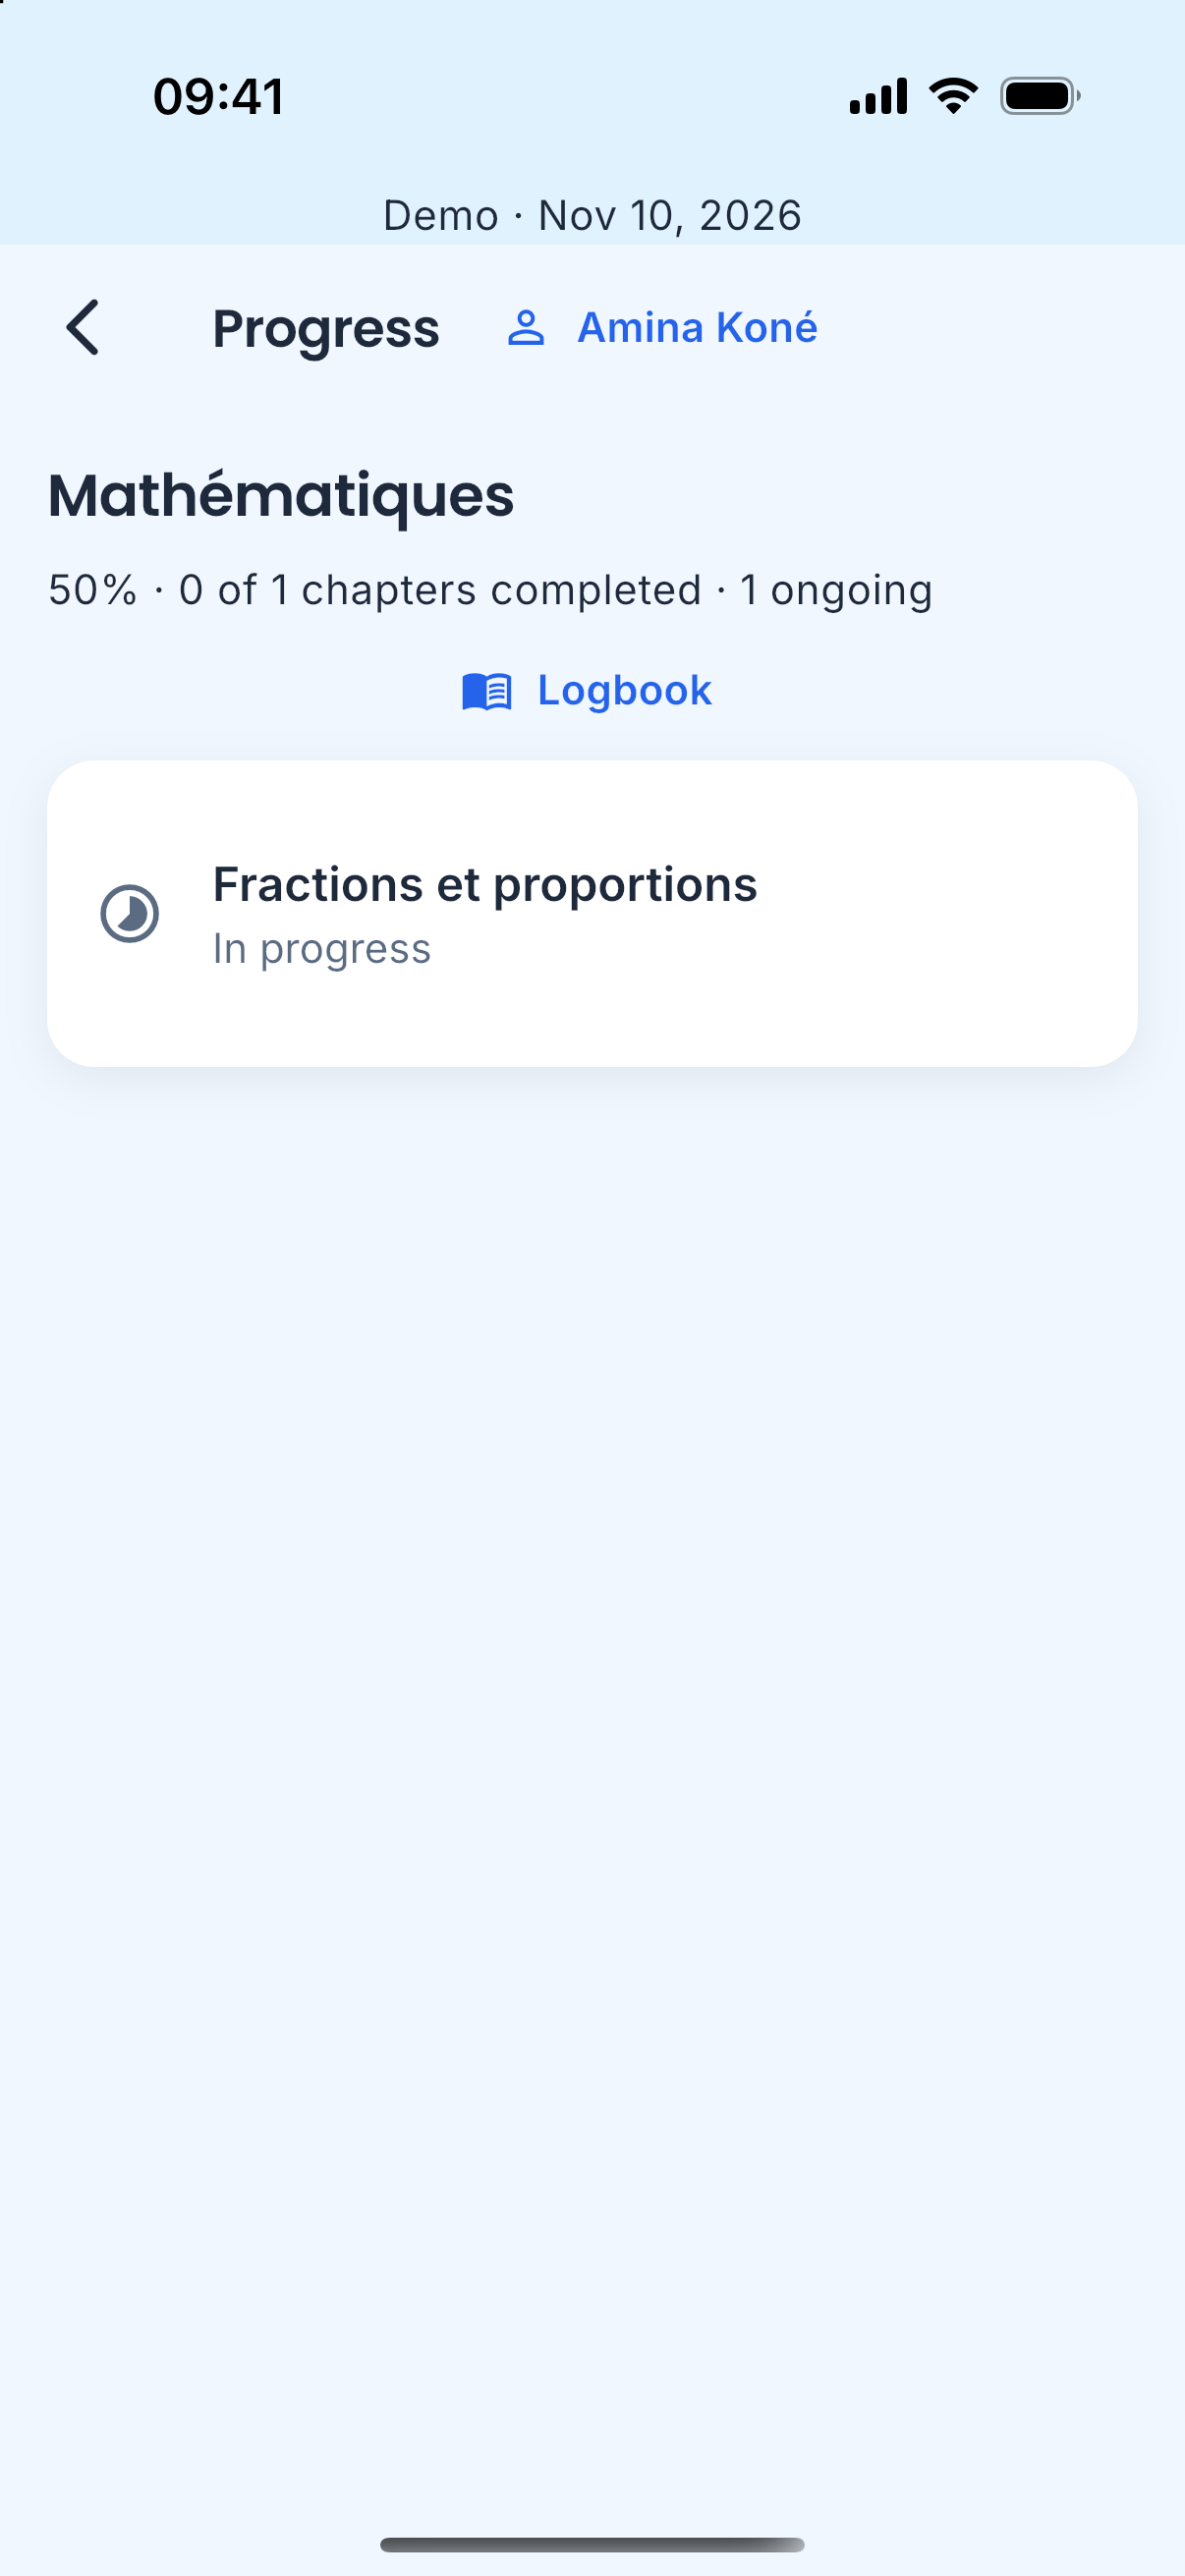 09:41
Demo · Nov 10, 2026
Progress
Amina Koné
Mathématiques
50% · 0 of 1 chapters completed · 1 ongoing
Logbook
Fractions et proportions
In progress